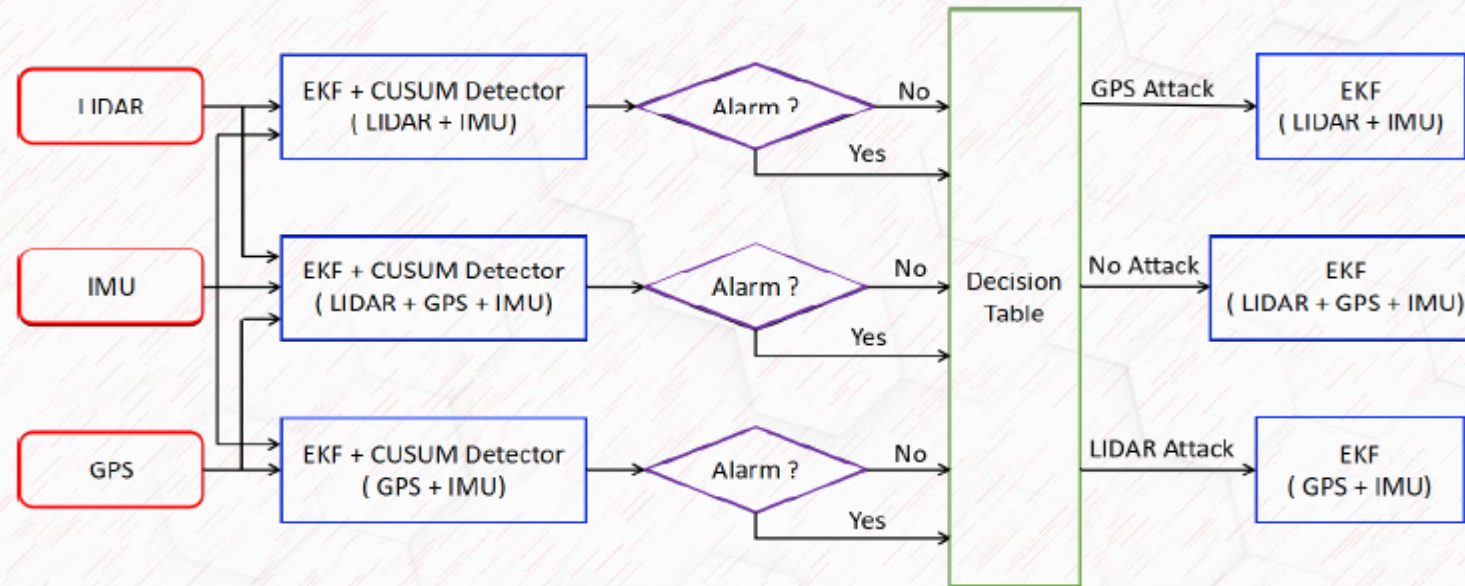 LIDAR
EKF + CUSUM Detector
( LIDAR + IMU)
Alarm ?
No
Yes
GPS Attack
EKF
( LIDAR + IMU)
IMU
EKF + CUSUM Detector
( LIDAR + GPS + IMU)
Alarm ?
No
Yes
Decision
Table
No Attack
EKF
( LIDAR + GPS + IMU)
GPS
EKF + CUSUM Detector
( GPS + IMU)
Alarm ?
No
Yes
LIDAR Attack
EKF
( GPS + IMU)